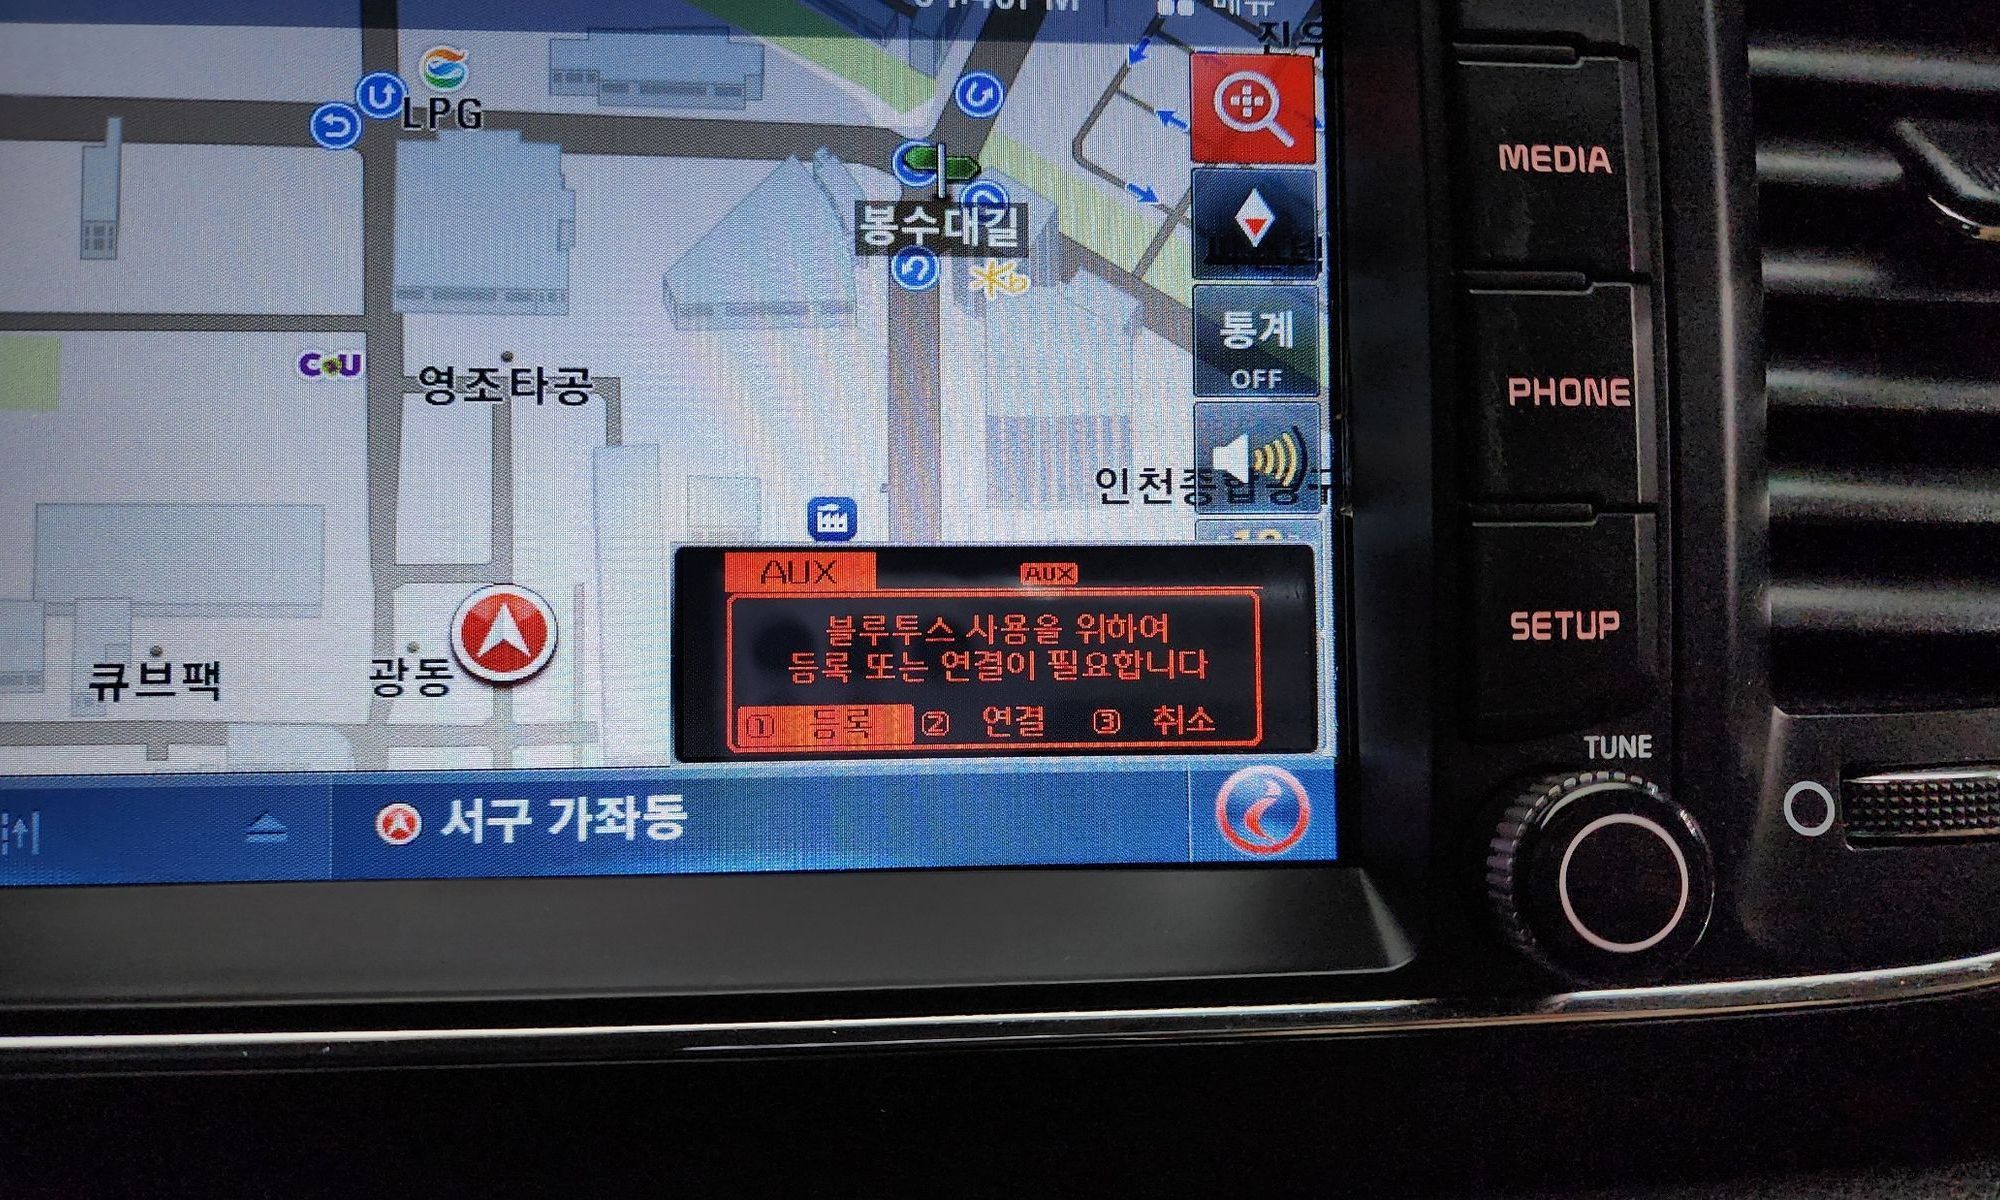 LPG
봉수대길
통계
OFF
CU
영조타공
MEDIA
PHONE
SETUP
TUNE
큐브팩
광동
AUX
AUX
블루투스 사용을 위하여
등록 또는 연결이 필요합니다
① 등록 ② 연결 ③ 취소
서구 가좌동